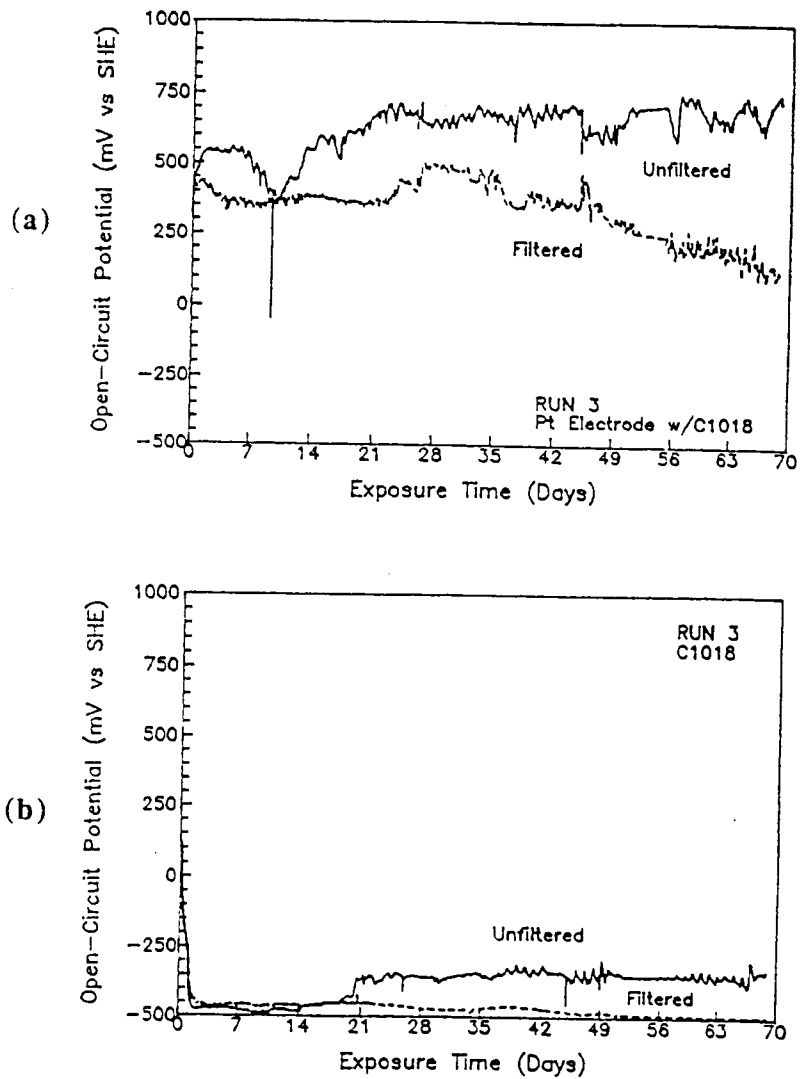 (a)
Open-Circuit Potential (mV vs SHE)
1000
750
500
250
0
-250
-500
Unfiltered
Filtered
RUN 3
Pt Electrode w/C1018
0 7 14 21 28 35 42 49 56 63 70
Exposure Time (Days)
(b)
Open-Circuit Potential (mV vs SHE)
1000
750
500
250
0
-250
-500
RUN 3
C1018
Unfiltered
Filtered
0 7 14 21 28 35 42 49 56 63 70
Exposure Time (Days)